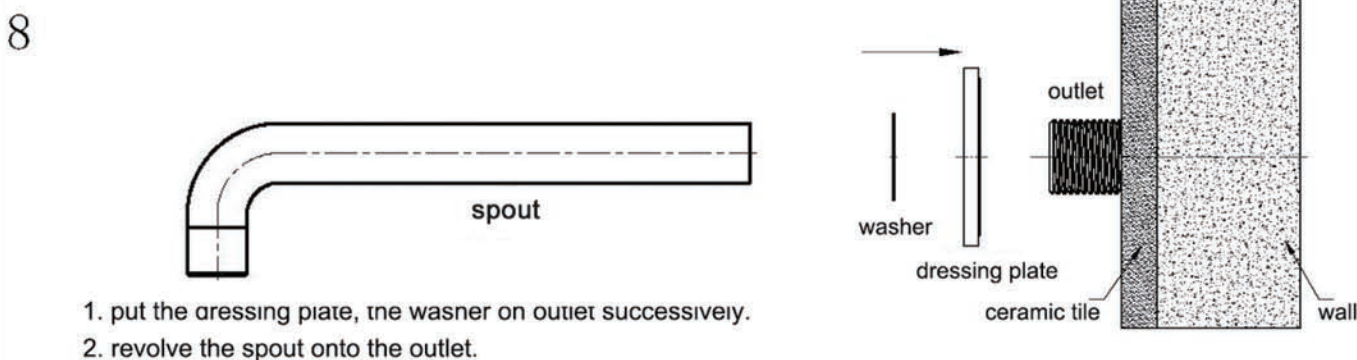 8
outlet
spout
washer
dressing plate
ceramic tile
wall
1. put the dressing plate, the washer on outlet successively.
2. revolve the spout onto the outlet.